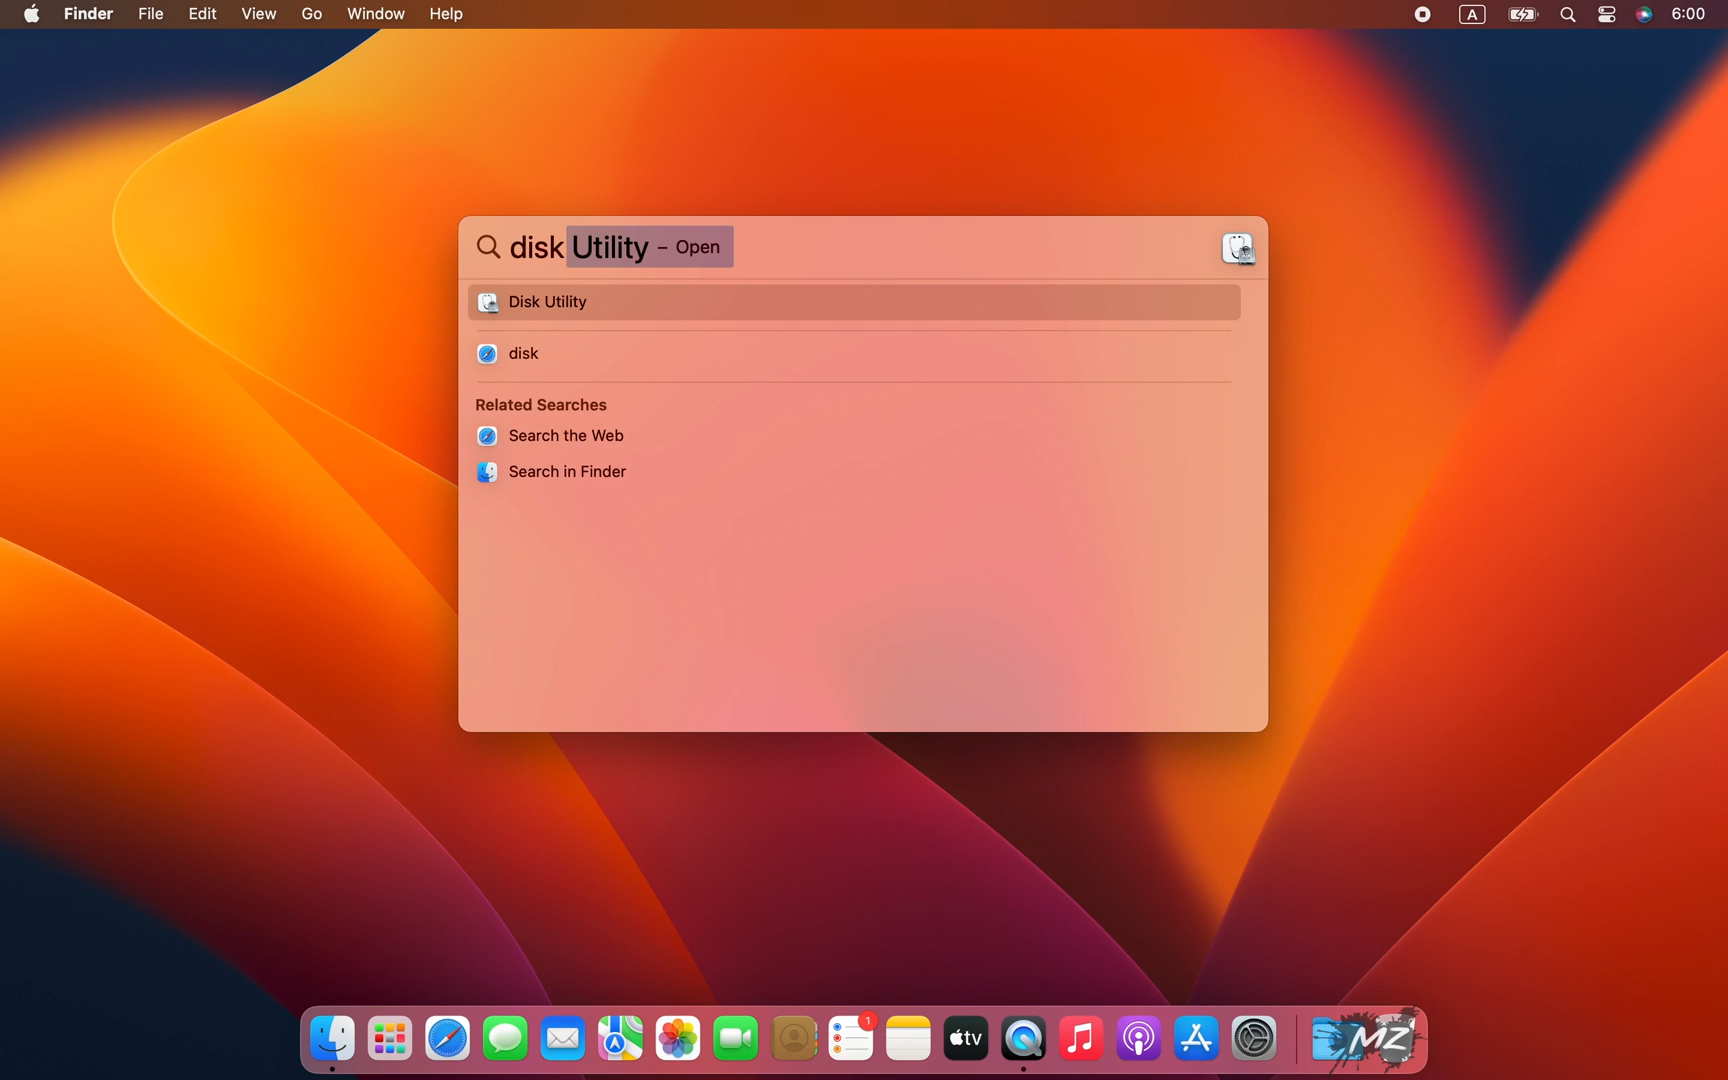 Finder File Edit View Go Window Help A 6:00
disk Utility – Open
Disk Utility
disk
Related Searches
Search the Web
Search in Finder
1
tv
MZ